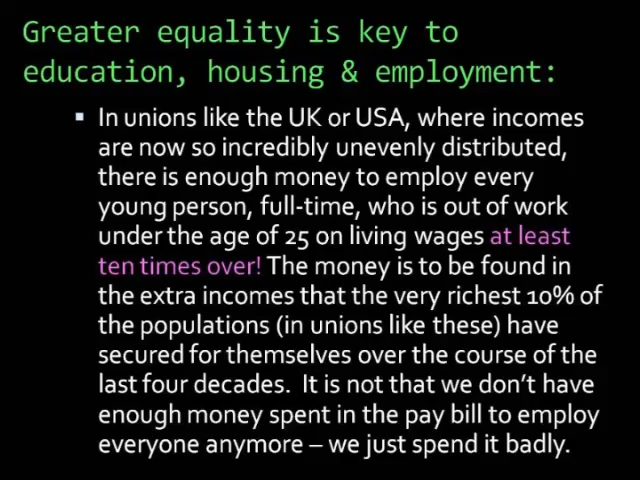 Greater equality is key to
education, housing & employment:
▪ In unions like the UK or USA, where incomes
are now so incredibly unevenly distributed,
there is enough money to employ every
young person, full-time, who is out of work
under the age of 25 on living wages at least
ten times over! The money is to be found in
the extra incomes that the very richest 10% of
the populations (in unions like these) have
secured for themselves over the course of the
last four decades.  It is not that we don’t have
enough money spent in the pay bill to employ
everyone anymore – we just spend it badly.